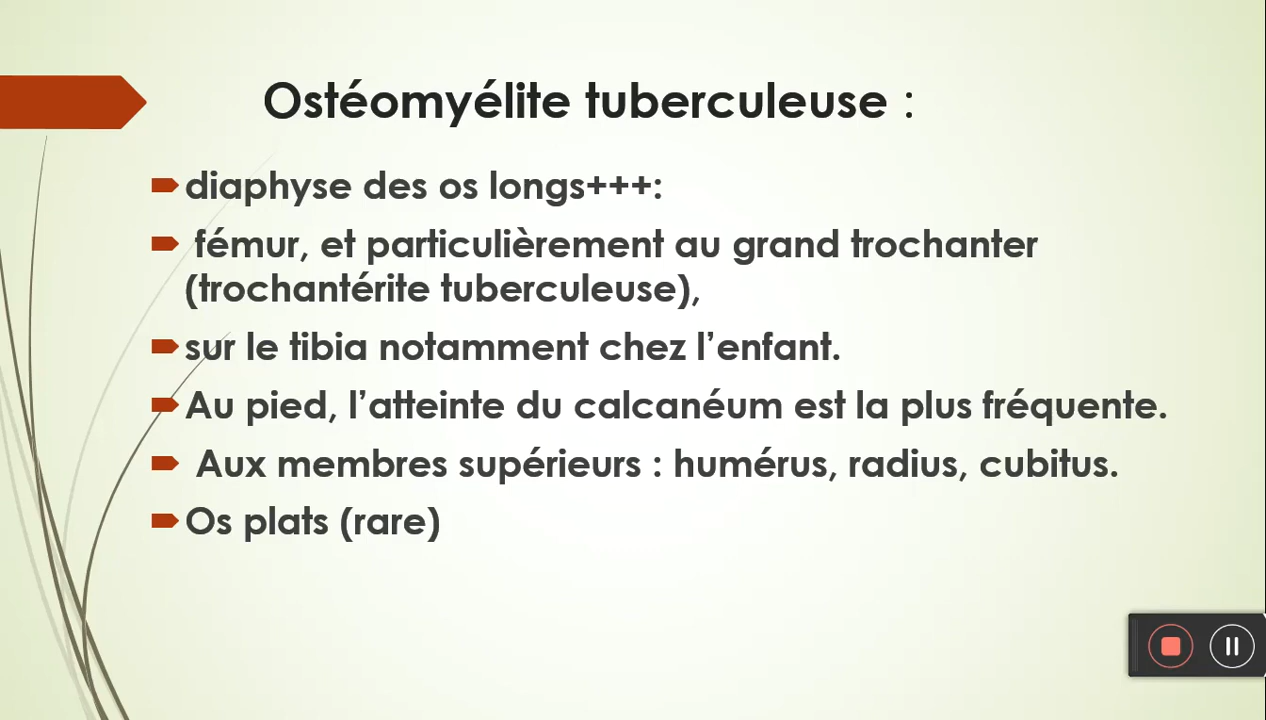 Ostéomyélite tuberculeuse :
diaphyse des os longs+++:
fémur, et particulièrement au grand trochanter
(trochantérite tuberculeuse),
sur le tibia notamment chez l’enfant.
Au pied, l’atteinte du calcanéum est la plus fréquente.
Aux membres supérieurs : humérus, radius, cubitus.
Os plats (rare)